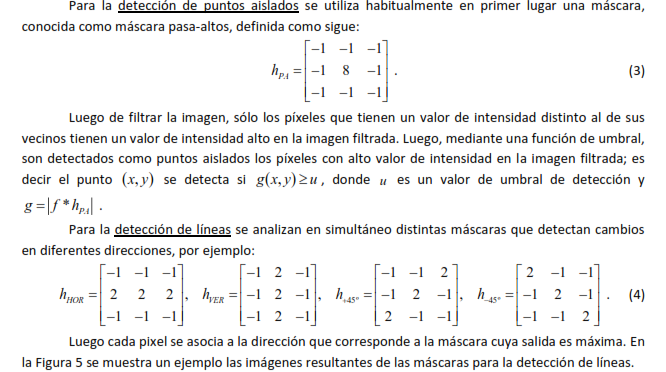 Para la detección de puntos aislados se utiliza habitualmente en primer lugar una máscara,
conocida como máscara pasa-altos, definida como sigue:
h_{PA} = \begin{bmatrix} -1 & -1 & -1 \\ -1 & 8 & -1 \\ -1 & -1 & -1 \end{bmatrix} . (3)
Luego de filtrar la imagen, sólo los píxeles que tienen un valor de intensidad distinto al de sus
vecinos tienen un valor de intensidad alto en la imagen filtrada. Luego, mediante una función de umbral,
son detectados como puntos aislados los píxeles con alto valor de intensidad en la imagen filtrada; es
decir el punto (x,y) se detecta si g(x,y) ≥ u , donde u es un valor de umbral de detección y
g = |f * h_{PA}| .
Para la detección de líneas se analizan en simultáneo distintas máscaras que detectan cambios
en diferentes direcciones, por ejemplo:
h_{HOR} = \begin{bmatrix} -1 & -1 & -1 \\ 2 & 2 & 2 \\ -1 & -1 & -1 \end{bmatrix}, h_{VER} = \begin{bmatrix} -1 & 2 & -1 \\ -1 & 2 & -1 \\ -1 & 2 & -1 \end{bmatrix}, h_{+45°} = \begin{bmatrix} -1 & -1 & 2 \\ -1 & 2 & -1 \\ 2 & -1 & -1 \end{bmatrix}, h_{-45°} = \begin{bmatrix} 2 & -1 & -1 \\ -1 & 2 & -1 \\ -1 & -1 & 2 \end{bmatrix} . (4)
Luego cada pixel se asocia a la dirección que corresponde a la máscara cuya salida es máxima. En
la Figura 5 se muestra un ejemplo las imágenes resultantes de las máscaras para la detección de líneas.